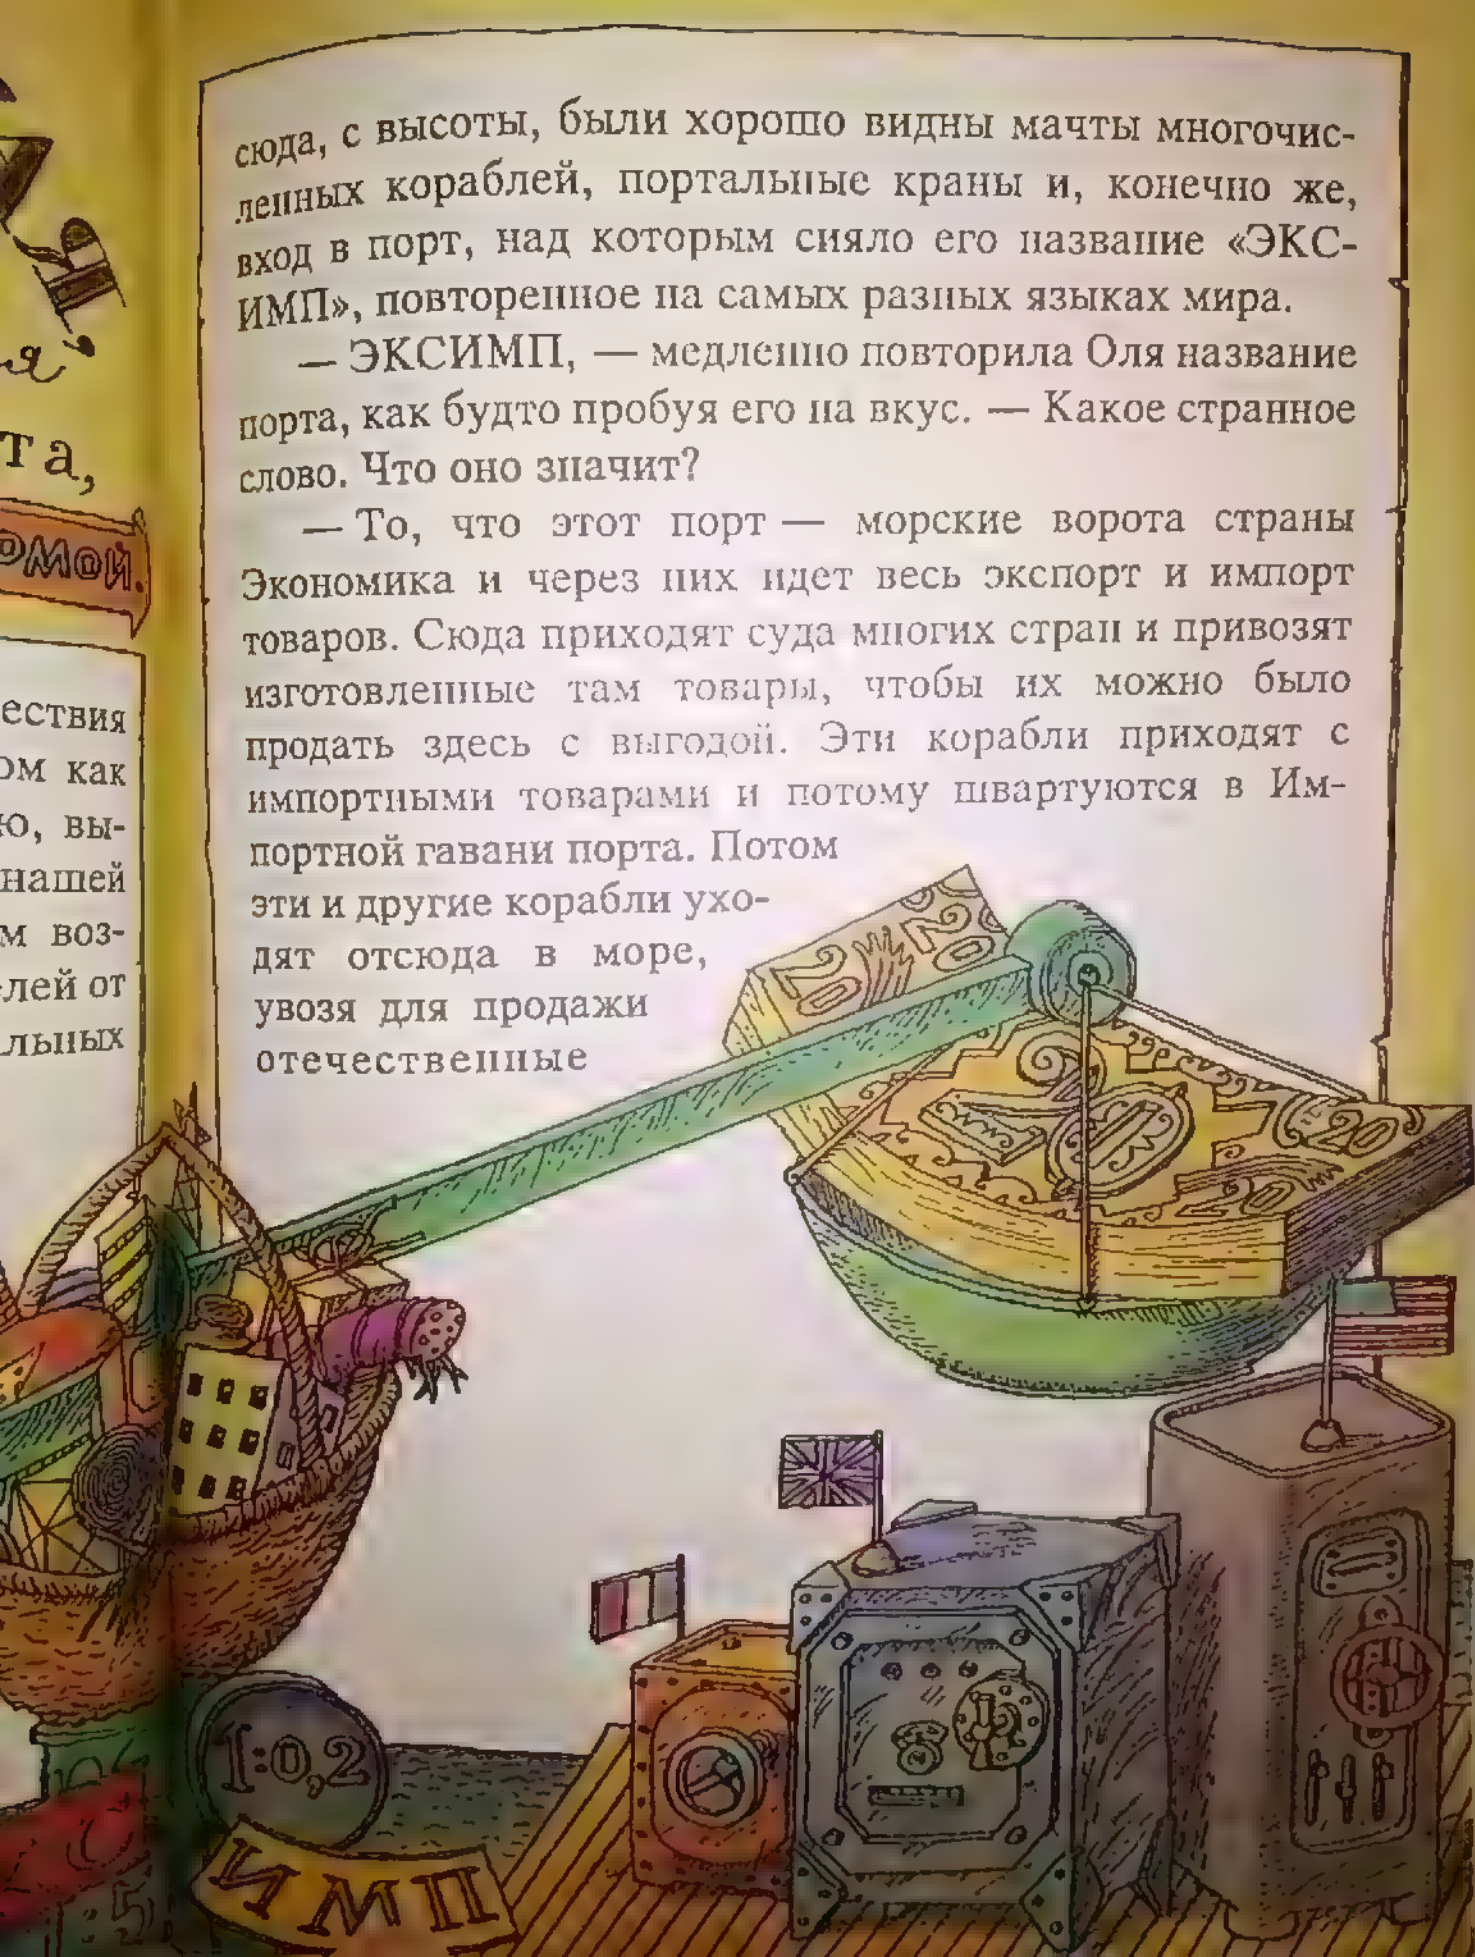 та,
омой.
ествия
ом как
ю, вы-
нашей
м воз-
лей от
льных
сюда, с высоты, были хорошо видны мачты многочис-
ленных кораблей, портальные краны и, конечно же,
вход в порт, над которым сияло его название «ЭКС-
ИМП», повторенное на самых разных языках мира.
— ЭКСИМП, — медленно повторила Оля название
порта, как будто пробуя его на вкус. — Какое странное
слово. Что оно значит?
— То, что этот порт — морские ворота страны
Экономика и через них идет весь экспорт и импорт
товаров. Сюда приходят суда многих стран и привозят
изготовленные там товары, чтобы их можно было
продать здесь с выгодой. Эти корабли приходят с
импортными товарами и потому швартуются в Им-
портной гавани порта. Потом
эти и другие корабли ухо-
дят отсюда в море,
увозя для продажи
отечественные
20
20
20
20
1:0,2
ИМП